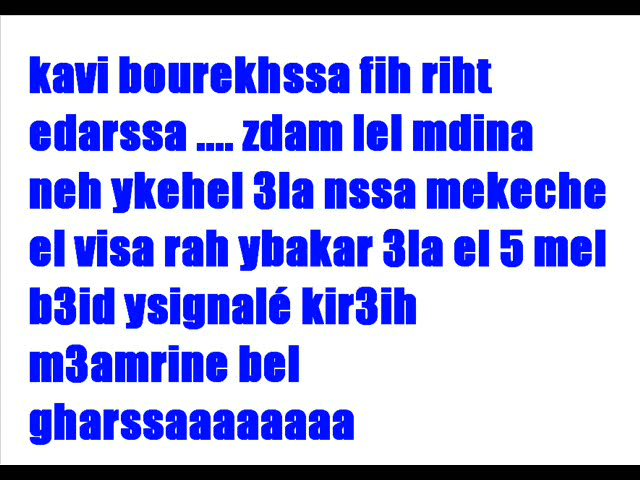 kavi bourekhssa fih riht
edarssa .... zdam lel mdina
neh ykehel 3la nssa mekeche
el visa rah ybakar 3la el 5 mel
b3id ysignalé kir3ih
m3amrine bel
gharssaaaaaaaa